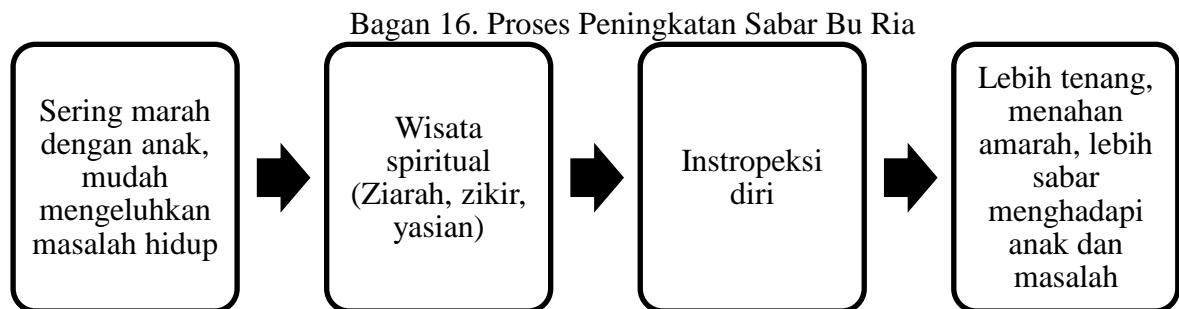 Bagan 16. Proses Peningkatan Sabar Bu Ria
Sering marah
dengan anak,
mudah
mengeluhkan
masalah hidup
Wisata
spiritual
(Ziarah, zikir,
yasian)
Instropeksi
diri
Lebih tenang,
menahan
amarah, lebih
sabar
menghadapi
anak dan
masalah